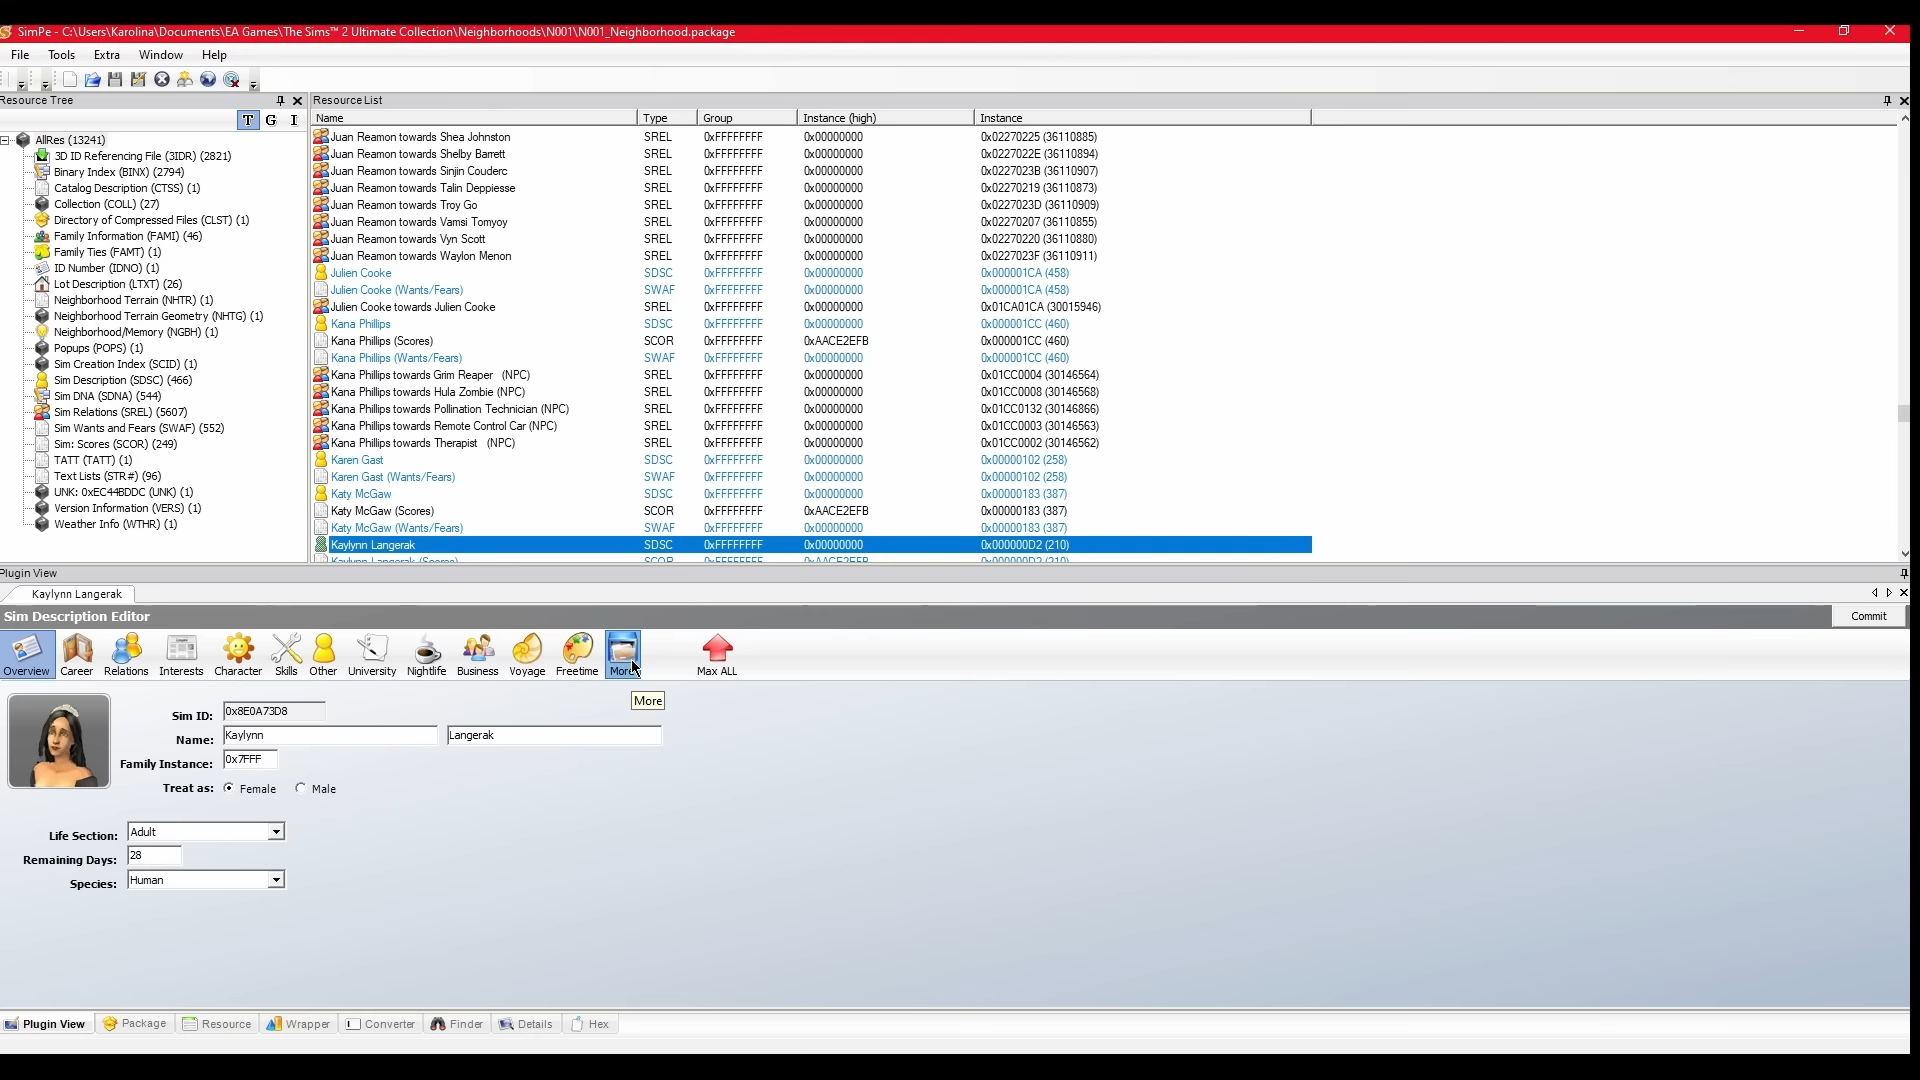 SimPe - C:\Users\Karolina\Documents\EA Games\The Sims™ 2 Ultimate Collection\Neighborhoods\N001\N001_Neighborhood.package
File Tools Extra Window Help
Resource Tree
T G I
AllRes (13241)
3D ID Referencing File (3IDR) (2821)
Binary Index (BINX) (2794)
Catalog Description (CTSS) (1)
Collection (COLL) (27)
Directory of Compressed Files (CLST) (1)
Family Information (FAMI) (46)
Family Ties (FAMT) (1)
ID Number (IDNO) (1)
Lot Description (LTXT) (26)
Neighborhood Terrain (NHTR) (1)
Neighborhood Terrain Geometry (NHTG) (1)
Neighborhood/Memory (NGBH) (1)
Popups (POPS) (1)
Sim Creation Index (SCID) (1)
Sim Description (SDSC) (466)
Sim DNA (SDNA) (544)
Sim Relations (SREL) (5607)
Sim Wants and Fears (SWAF) (552)
Sim: Scores (SCOR) (249)
TATT (TATT) (1)
Text Lists (STR#) (96)
UNK: 0xEC44BDDC (UNK) (1)
Version Information (VERS) (1)
Weather Info (WTHR) (1)
Resource List
Name Type Group Instance (high) Instance
Juan Reamon towards Shea Johnston SREL 0xFFFFFFFF 0x00000000 0x02270225 (36110885)
Juan Reamon towards Shelby Barrett SREL 0xFFFFFFFF 0x00000000 0x0227022E (36110894)
Juan Reamon towards Sinjin Couderc SREL 0xFFFFFFFF 0x00000000 0x0227023B (36110907)
Juan Reamon towards Talin Deppiesse SREL 0xFFFFFFFF 0x00000000 0x02270219 (36110873)
Juan Reamon towards Troy Go SREL 0xFFFFFFFF 0x00000000 0x0227023D (36110909)
Juan Reamon towards Vamsi Tomyoy SREL 0xFFFFFFFF 0x00000000 0x02270207 (36110855)
Juan Reamon towards Vyn Scott SREL 0xFFFFFFFF 0x00000000 0x02270220 (36110880)
Juan Reamon towards Waylon Menon SREL 0xFFFFFFFF 0x00000000 0x0227023F (36110911)
Julien Cooke SDSC 0xFFFFFFFF 0x00000000 0x000001CA (458)
Julien Cooke (Wants/Fears) SWAF 0xFFFFFFFF 0x00000000 0x000001CA (458)
Julien Cooke towards Julien Cooke SREL 0xFFFFFFFF 0x00000000 0x01CA01CA (30015946)
Kana Phillips SDSC 0xFFFFFFFF 0x00000000 0x000001CC (460)
Kana Phillips (Scores) SCOR 0xFFFFFFFF 0xAACE2EFB 0x000001CC (460)
Kana Phillips (Wants/Fears) SWAF 0xFFFFFFFF 0x00000000 0x000001CC (460)
Kana Phillips towards Grim Reaper (NPC) SREL 0xFFFFFFFF 0x00000000 0x01CC0004 (30146564)
Kana Phillips towards Hula Zombie (NPC) SREL 0xFFFFFFFF 0x00000000 0x01CC0008 (30146568)
Kana Phillips towards Pollination Technician (NPC) SREL 0xFFFFFFFF 0x00000000 0x01CC0132 (30146866)
Kana Phillips towards Remote Control Car (NPC) SREL 0xFFFFFFFF 0x00000000 0x01CC0003 (30146563)
Kana Phillips towards Therapist (NPC) SREL 0xFFFFFFFF 0x00000000 0x01CC0002 (30146562)
Karen Gast SDSC 0xFFFFFFFF 0x00000000 0x00000102 (258)
Karen Gast (Wants/Fears) SWAF 0xFFFFFFFF 0x00000000 0x00000102 (258)
Katy McGaw SDSC 0xFFFFFFFF 0x00000000 0x00000183 (387)
Katy McGaw (Scores) SCOR 0xFFFFFFFF 0xAACE2EFB 0x00000183 (387)
Katy McGaw (Wants/Fears) SWAF 0xFFFFFFFF 0x00000000 0x00000183 (387)
Kaylynn Langerak SDSC 0xFFFFFFFF 0x00000000 0x000000D2 (210)
Kaylynn Langerak (Scores) SCOR 0xFFFFFFFF 0xAACE2EFB 0x000000D2 (210)
Plugin View
Kaylynn Langerak
Sim Description Editor
Commit
Overview Career Relations Interests Character Skills Other University Nightlife Business Voyage Freetime More Max ALL
More
Sim ID: 0x8E0A73D8
Name: Kaylynn Langerak
Family Instance: 0x7FFF
Treat as: Female Male
Life Section: Adult
Remaining Days: 28
Species: Human
Plugin View Package Resource Wrapper Converter Finder Details Hex